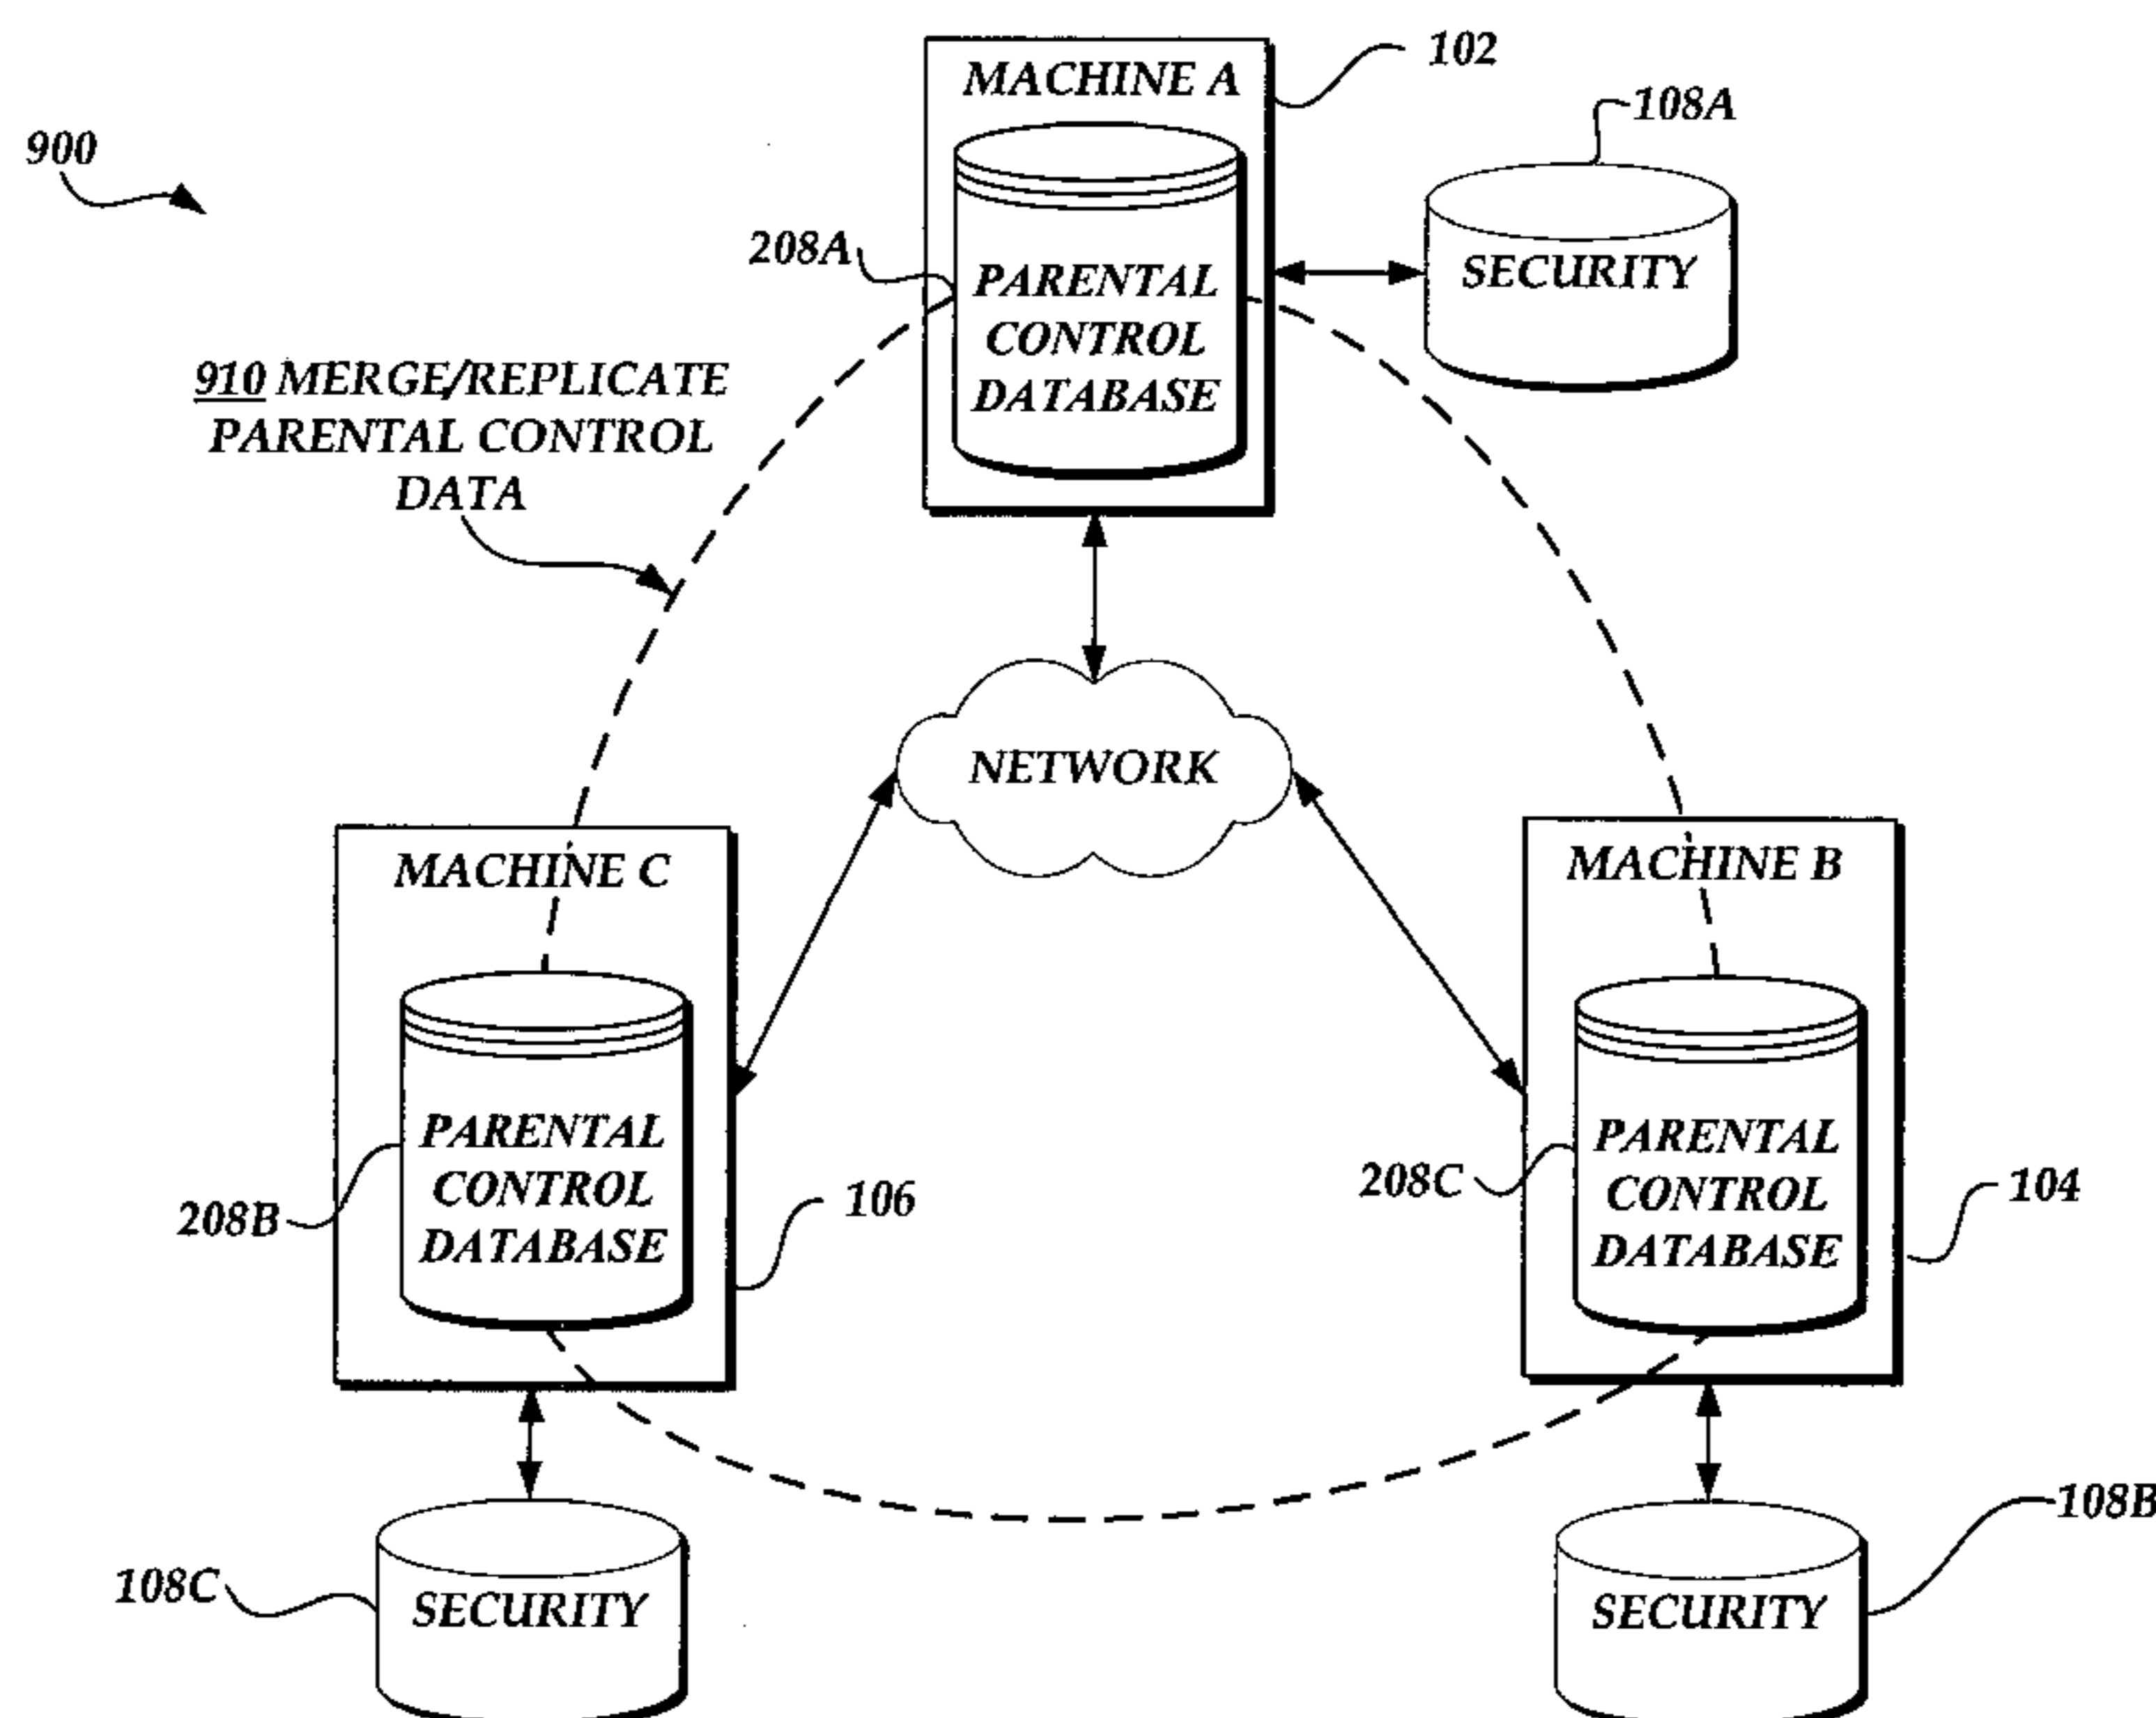 102
MACHINE A
108A
900
208A
PARENTAL
CONTROL
DATABASE
SECURITY
910 MERGE/REPLICATE
PARENTAL CONTROL
DATA
NETWORK
MACHINE C
MACHINE B
PARENTAL
CONTROL
DATABASE
208B
106
PARENTAL
CONTROL
DATABASE
208C
104
108C
SECURITY
108B
SECURITY